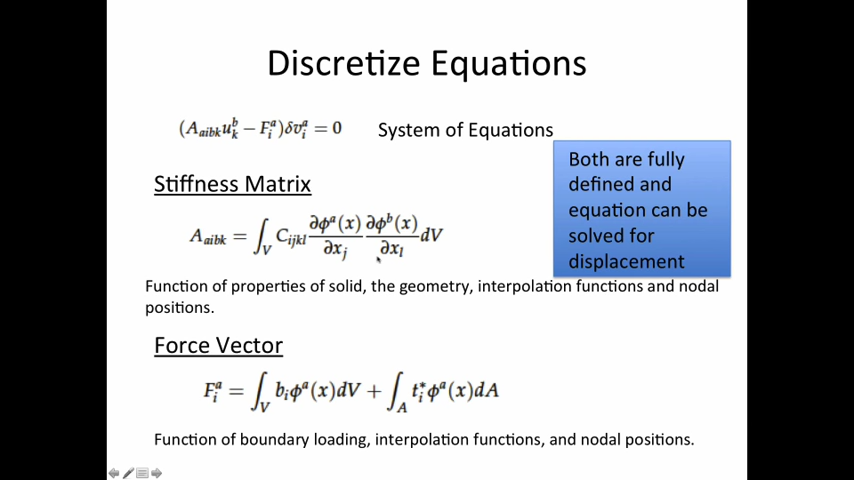 Discretize Equations
(A_{aibk}u_k^b − F_i^a)δv_i^a = 0 System of Equations
Both are fully
defined and
equation can be
solved for
displacement
Stiffness Matrix
A_{aibk} = ∫_V C_{ijkl} ∂φ^a(x)/∂x_j ∂φ^b(x)/∂x_l dV
Function of properties of solid, the geometry, interpolation functions and nodal
positions.
Force Vector
F_i^a = ∫_V b_iφ^a(x)dV + ∫_A t_i^*φ^a(x)dA
Function of boundary loading, interpolation functions, and nodal positions.